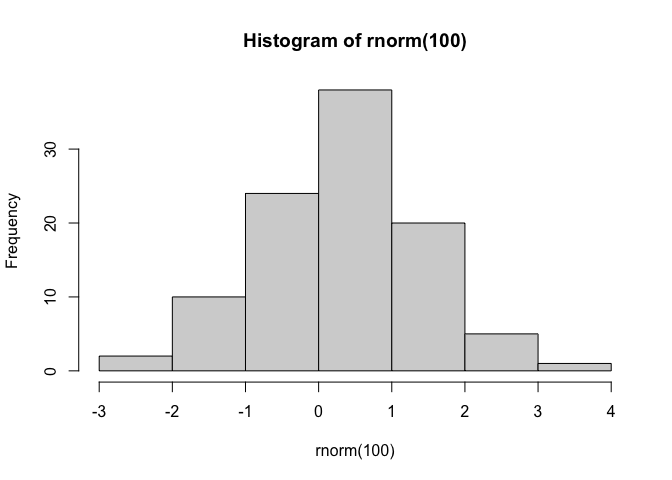 Histogram of rnorm(100)
Frequency
30
20
10
0
-3 -2 -1 0 1 2 3 4
rnorm(100)